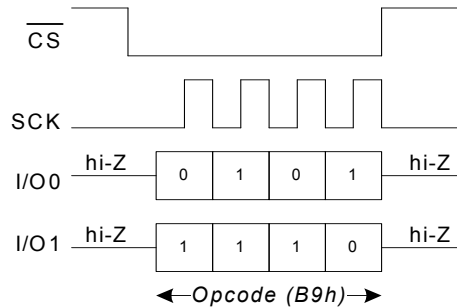 CS
SCK
hi-Z 0 1 0 1 hi-Z
I/O0
hi-Z 1 1 1 0 hi-Z
I/O1
Opcode (B9h)